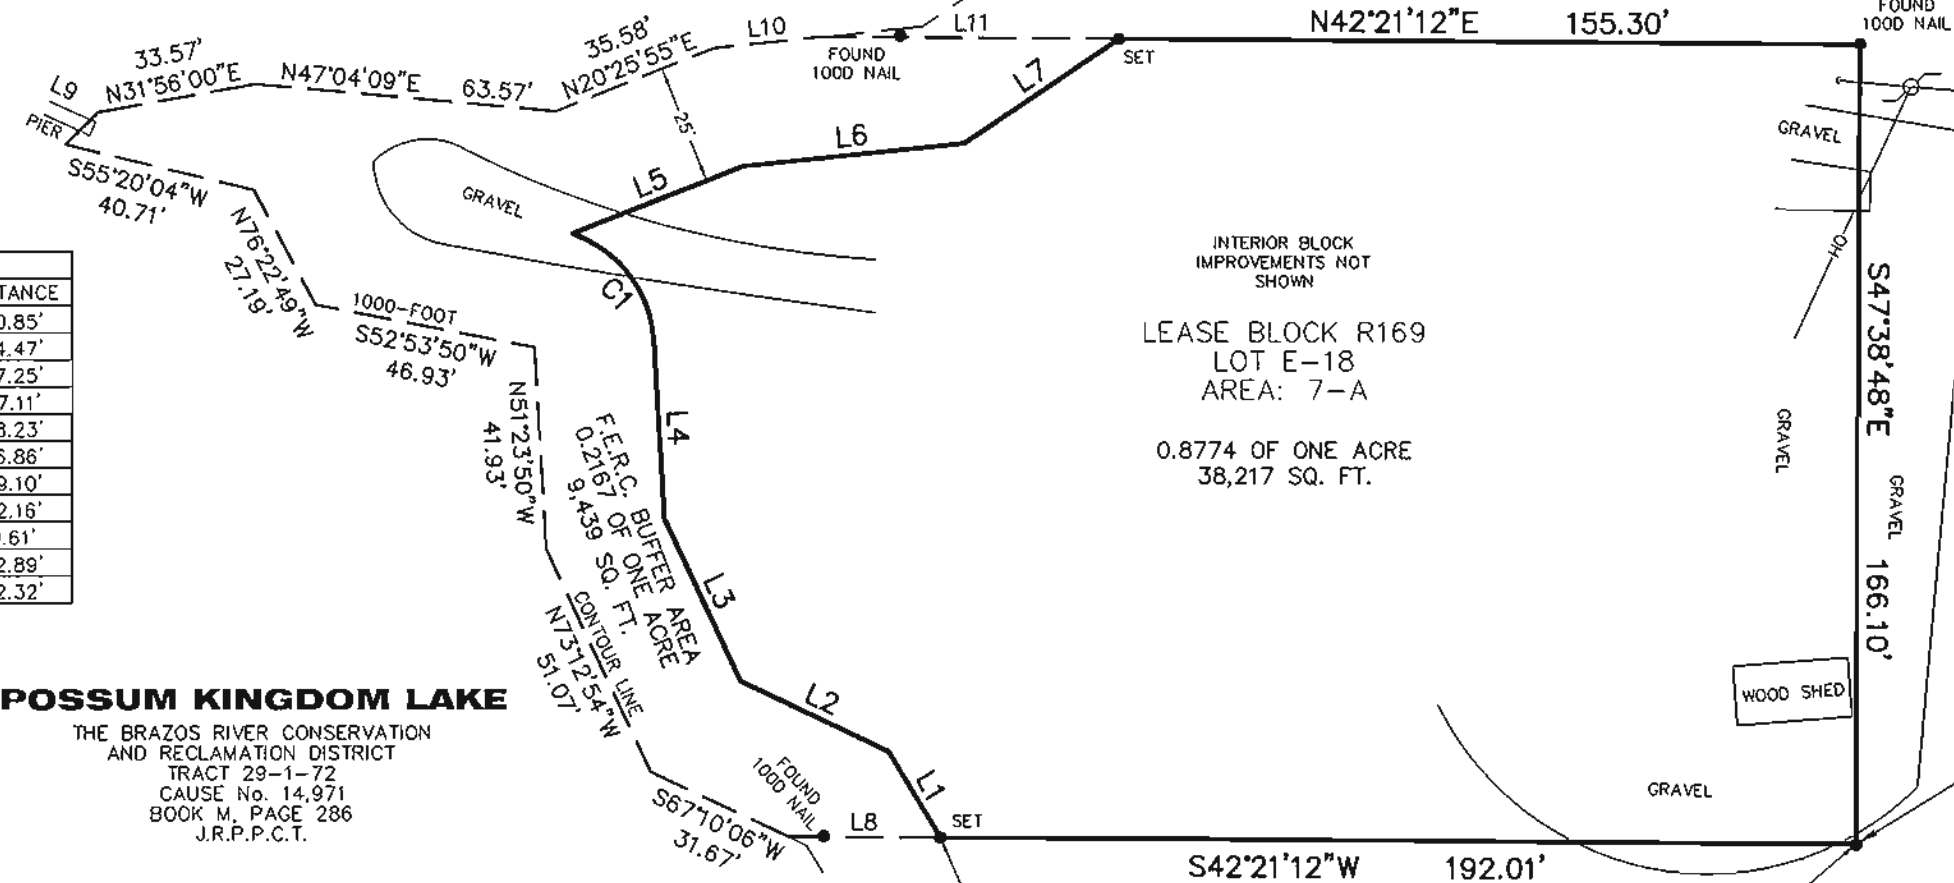 N42°21'12"E 155.30'
FOUND
100D NAIL
L10
L11
FOUND
100D NAIL
SET
L7
35.58'
N20°25'55"E
25'
33.57'
N31°56'00"E
N47°04'09"E 63.57'
L9
PIER
S55°20'04"W
40.71'
L6
L5
GRAVEL
GRAVEL
OH
N76°22'49"W
27.19'
C1
1000-FOOT
S52°53'50"W
46.93'
INTERIOR BLOCK
IMPROVEMENTS NOT
SHOWN
LEASE BLOCK R169
LOT E-18
AREA: 7-A
0.8774 OF ONE ACRE
38,217 SQ. FT.
S47°38'48"E 166.10'
GRAVEL
GRAVEL
TANCE
0.85'
4.47'
7.25'
7.11'
3.23'
6.86'
9.10'
2.16'
.61'
2.89'
2.32'
N51°23'50"W
41.93'
L4
F.E.R.C. BUFFER AREA
0.2167 OF ONE ACRE
9,439 SQ. FT.
L3
CONTOUR LINE
N73°12'54"W
51.07'
L2
WOOD SHED
POSSUM KINGDOM LAKE
THE BRAZOS RIVER CONSERVATION
AND RECLAMATION DISTRICT
TRACT 29-1-72
CAUSE No. 14,971
BOOK M, PAGE 286
J.R.P.P.C.T.
FOUND
100D NAIL
L1
S67°10'06"W
31.67'
L8
SET
GRAVEL
S42°21'12"W 192.01'